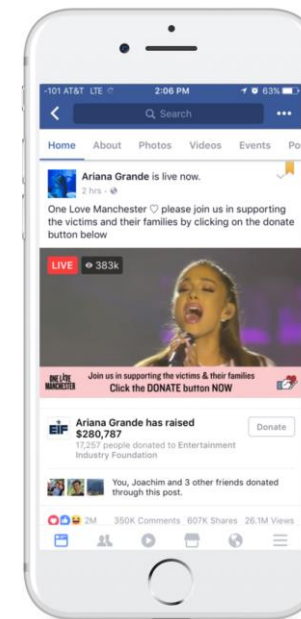 -101 AT&T LTE 2:06 PM 63%
Search
Home About Photos Videos Events Po
Ariana Grande is live now.
2 hrs
One Love Manchester ♡ please join us in supporting
the victims and their families by clicking on the donate
button below
LIVE 383k
ONE LOVE
MANCHESTER
Join us in supporting the victims & their families
Click the DONATE button NOW
EIF
Ariana Grande has raised
$280,787
Donate
17,257 people donated to Entertainment
Industry Foundation
You, Joachim and 3 other friends donated
through this post.
2M 350K Comments 607K Shares 26.1M Views